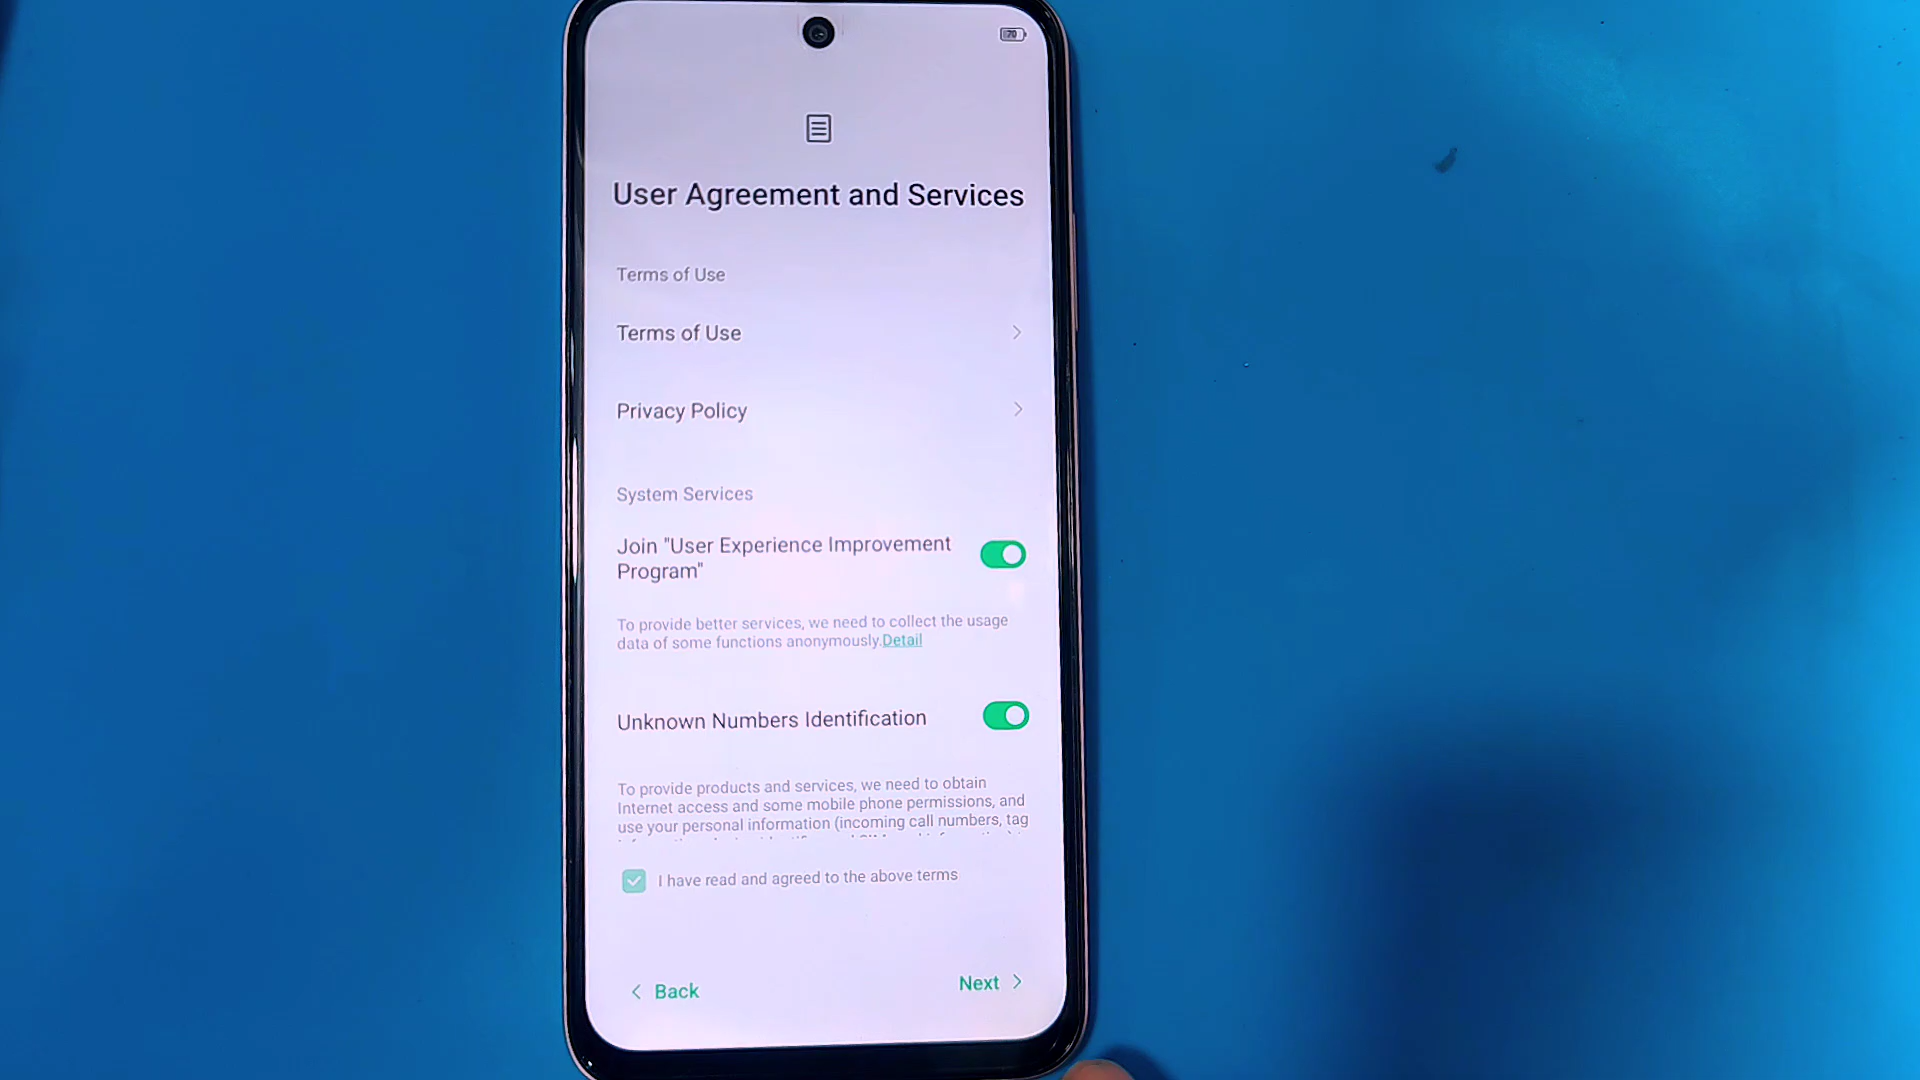 70
User Agreement and Services
Terms of Use
Terms of Use
Privacy Policy
System Services
Join "User Experience Improvement
Program"
To provide better services, we need to collect the usage
data of some functions anonymously.Detail
Unknown Numbers Identification
To provide products and services, we need to obtain
Internet access and some mobile phone permissions, and
use your personal information (incoming call numbers, tag
I have read and agreed to the above terms
Back
Next